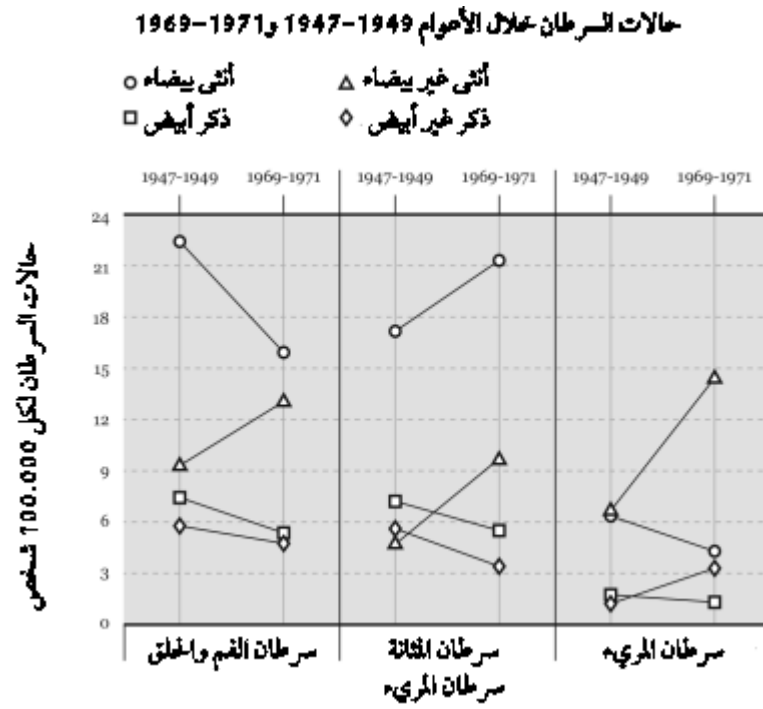 حالات السرطان خلال الأعوام 1947-1949 و1969-1971
أنثى بيضاء أنثى غير بيضاء
ذكر أبيض ذكر غير أبيض
1947-1949 1969-1971 1947-1949 1969-1971 1947-1949 1969-1971
24
21
18
15
12
9
6
3
0
حالات السرطان لكل 100.000 شخص
سرطان الفم والحلق سرطان المثانة سرطان المريء
سرطان المريء